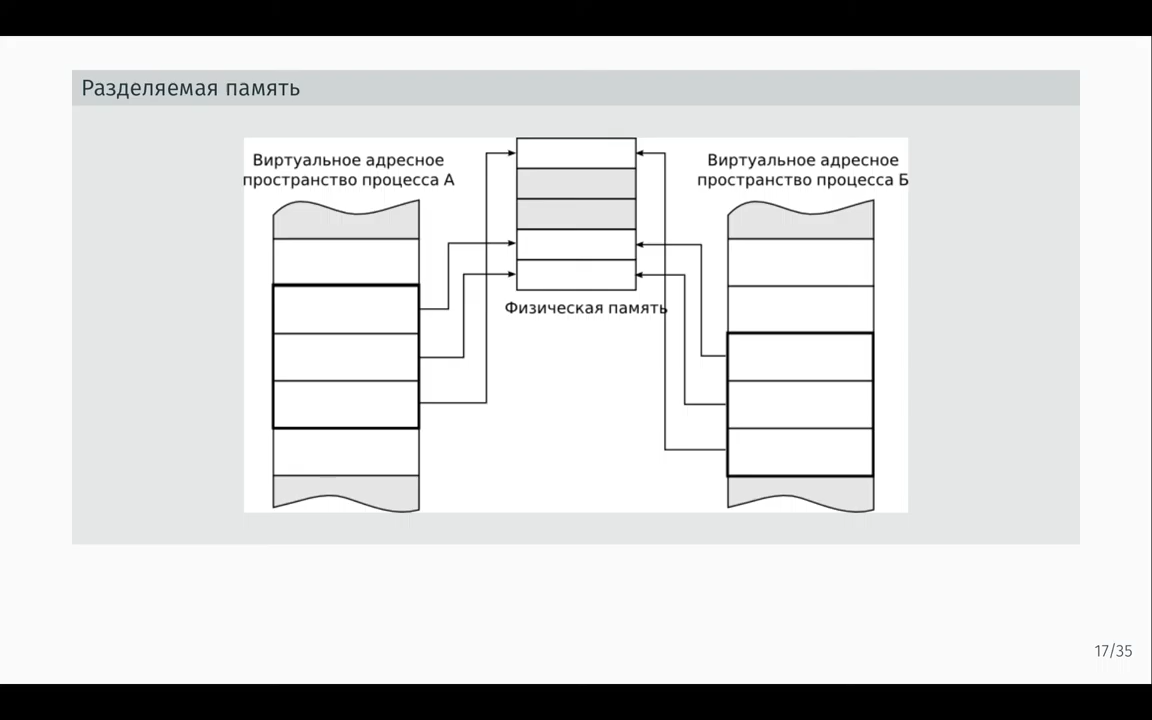 Разделяемая память
Виртуальное адресное
пространство процесса А
Виртуальное адресное
пространство процесса Б
Физическая память
17/35